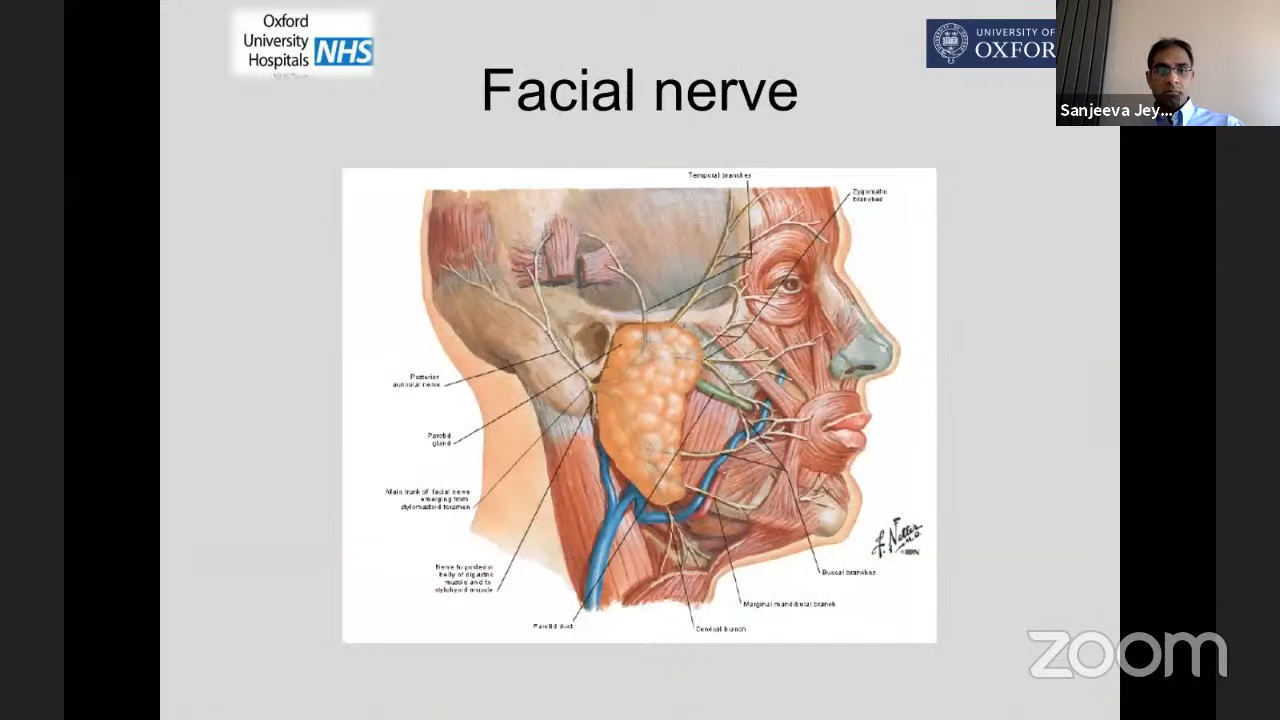 Oxford
University
Hospitals NHS
UNIVERSITY OF
OXFOR
Facial nerve
Sanjeeva Jey...
Temporal branches
Zygomatic
branches
Posterior
auricular nerve
Parotid
gland
Main trunk of facial nerve
emerging from
stylomastoid foramen
Nerve to posterior
belly of digastric
muscle and to
stylohyoid muscle
Parotid duct
Cervical branch
Marginal mandibular branch
Buccal branches
F. Netter
M.D.
zoom